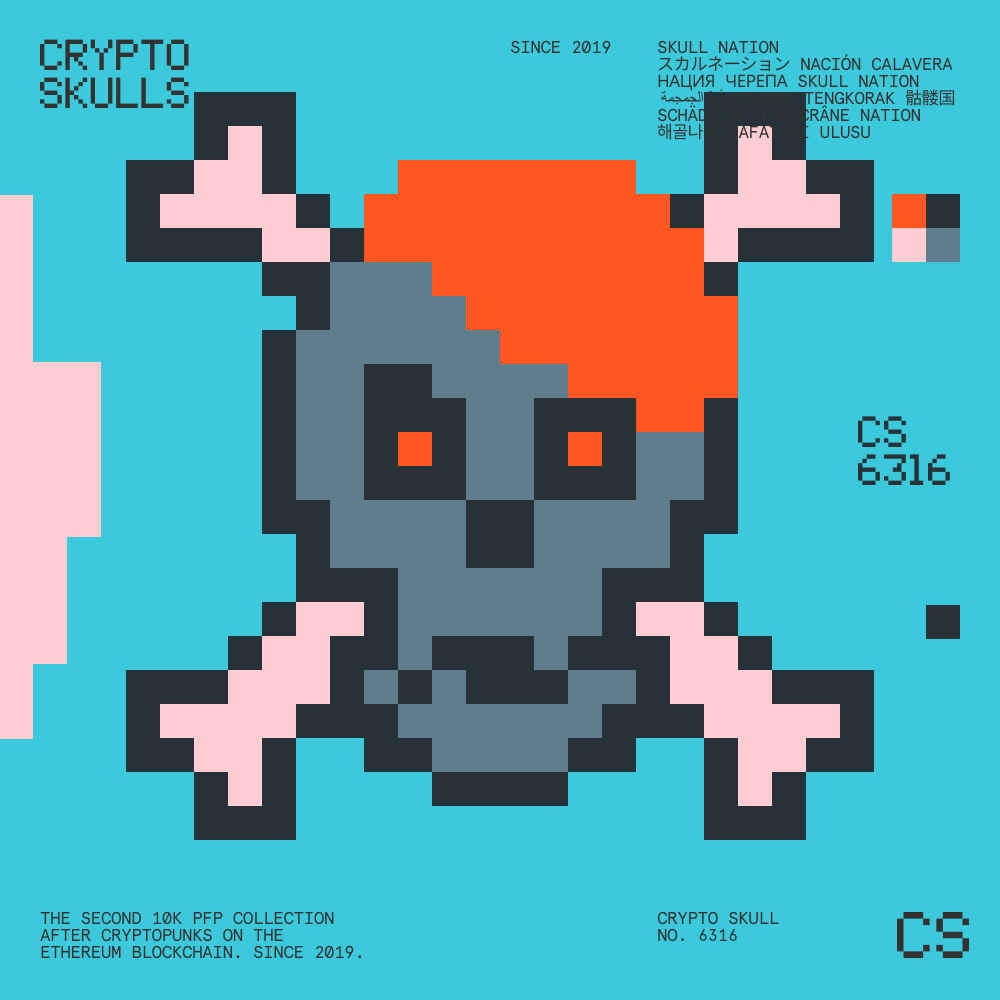 CRYPTO
SKULLS
SINCE 2019
SKULL NATION
スカルネーション NACIÓN CALAVERA
НАЦИЯ ЧЕРЕПА SKULL NATION
الجمجمة TENGKORAK 骷髅国
CRÂNE NATION
해골나 ULUSU
CS
6316
THE SECOND 10K PFP COLLECTION
AFTER CRYPTOPUNKS ON THE
ETHEREUM BLOCKCHAIN. SINCE 2019.
CRYPTO SKULL
NO. 6316
CS